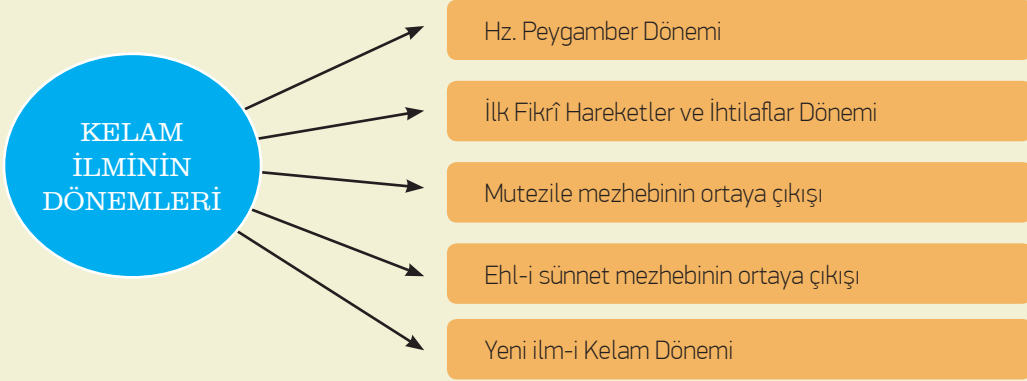 KELAM
İLMİNİN
DÖNEMLERİ
Hz. Peygamber Dönemi
İlk Fikrî Hareketler ve İhtilaflar Dönemi
Mutezile mezhebinin ortaya çıkışı
Ehl-i sünnet mezhebinin ortaya çıkışı
Yeni ilm-i Kelam Dönemi